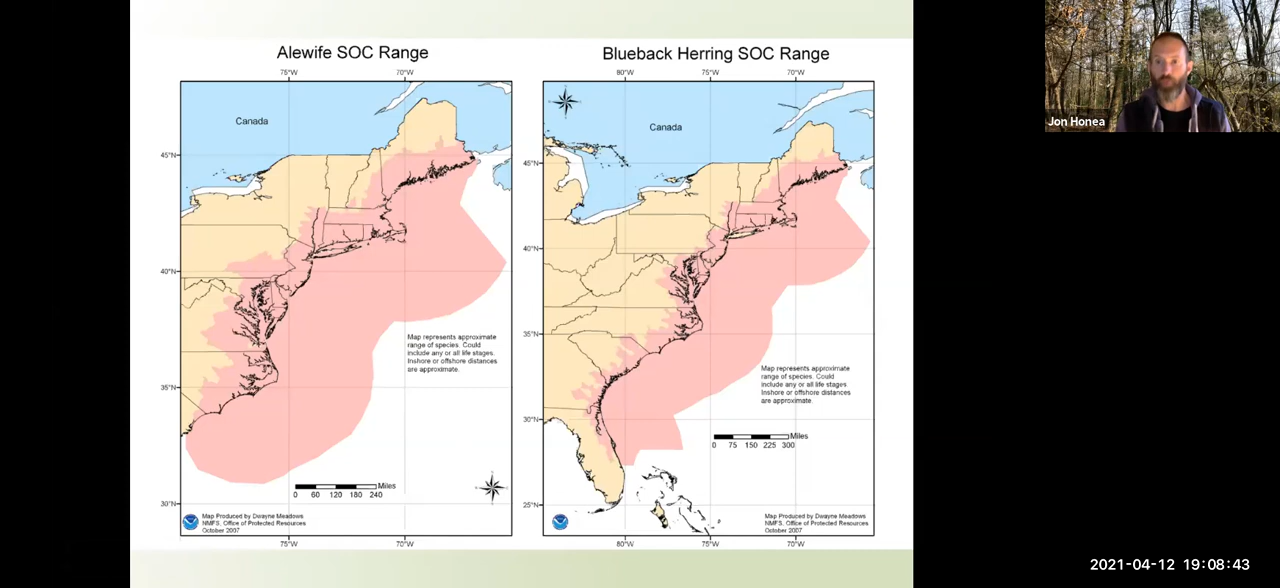 Alewife SOC Range
75°W
70°W
Canada
45°N
40°N
35°N
30°N
Map represents approximate
range of species. Could
include any or all life stages.
Inshore or offshore distances
are approximate.
Miles
0 60 120 180 240
Map Produced by Dwayne Meadows
NMFS, Office of Protected Resources
October 2007
75°W
70°W
Blueback Herring SOC Range
80°W
75°W
70°W
Canada
45°N
40°N
35°N
30°N
25°N
Map represents approximate
range of species. Could
include any or all life stages.
Inshore or offshore distances
are approximate.
Miles
0 75 150 225 300
Map Produced by Dwayne Meadows
NMFS, Office of Protected Resources
October 2007
80°W
75°W
70°W
Jon Honea
2021-04-12 19:08:43